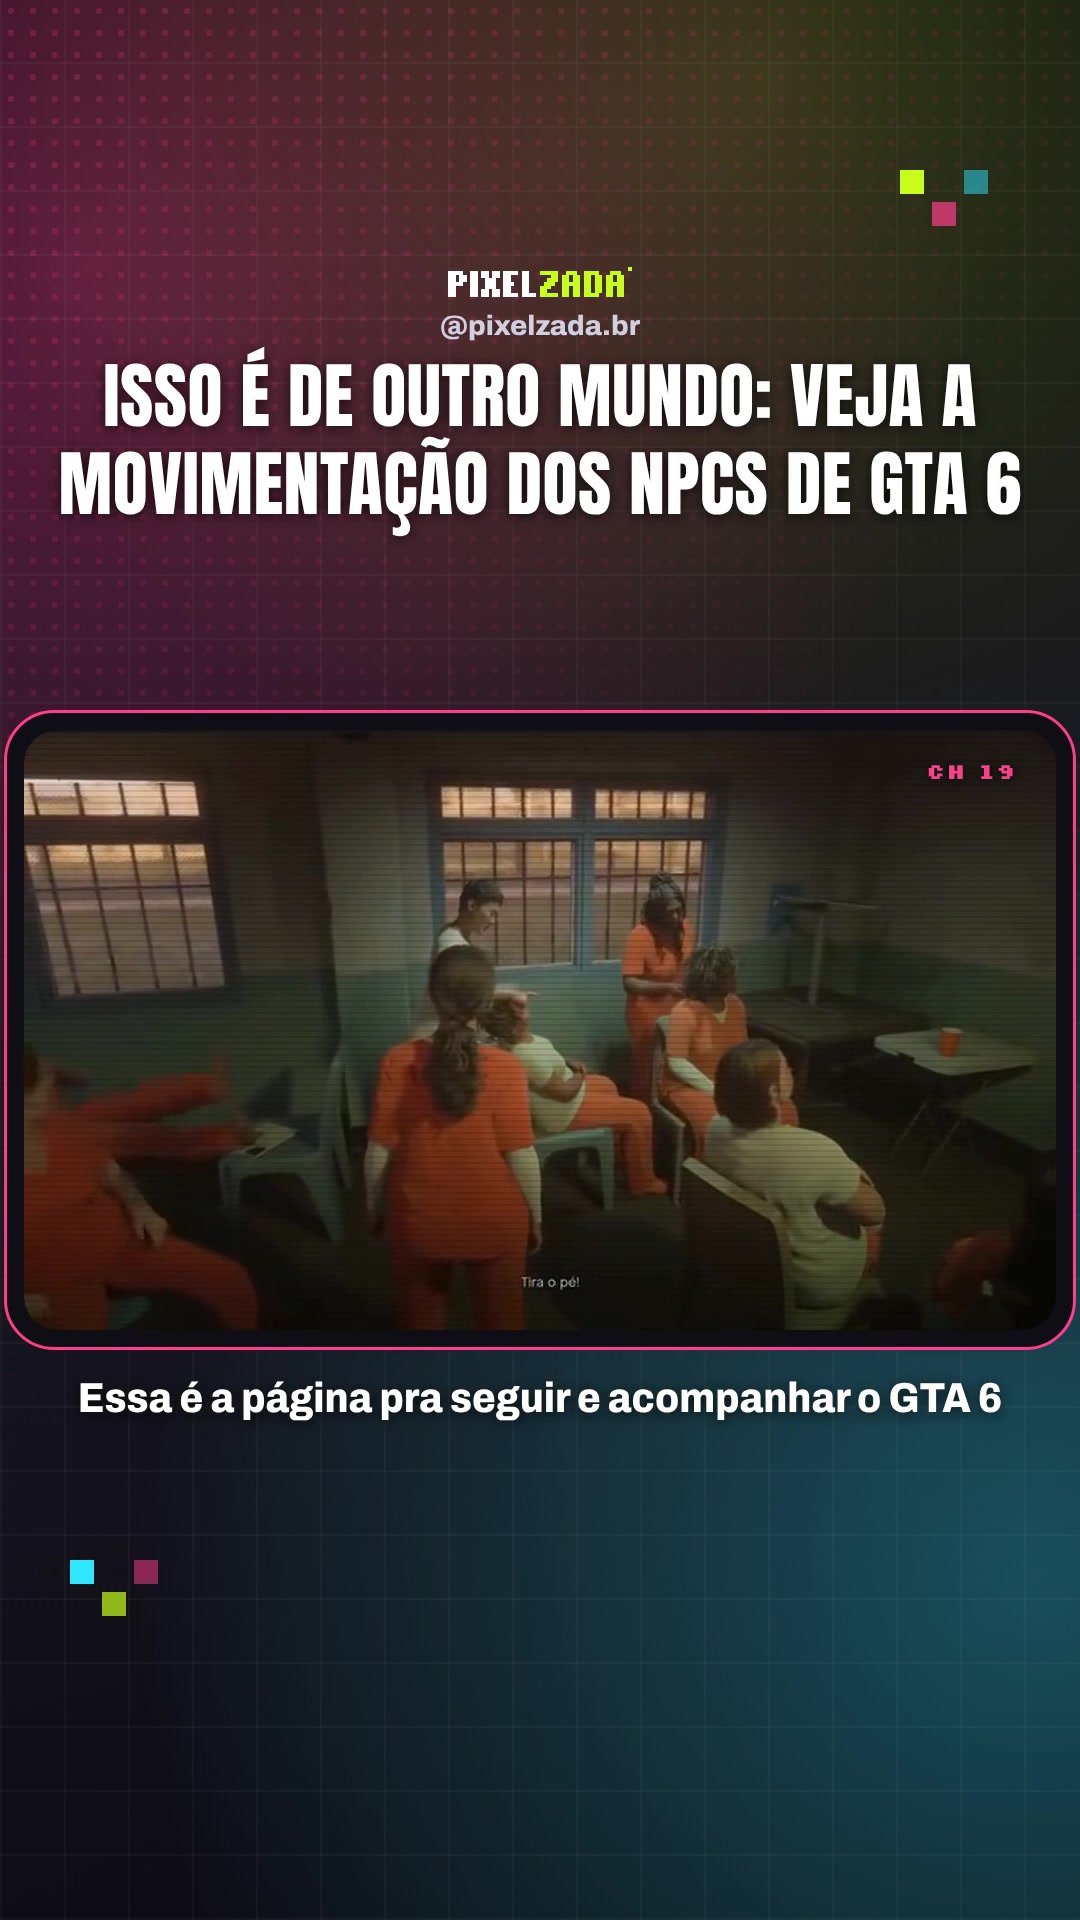 PIXELZADA
@pixelzada.br
ISSO É DE OUTRO MUNDO: VEJA A
MOVIMENTAÇÃO DOS NPCS DE GTA 6
CH 19
Tira o pé!
Essa é a página pra seguir e acompanhar o GTA 6